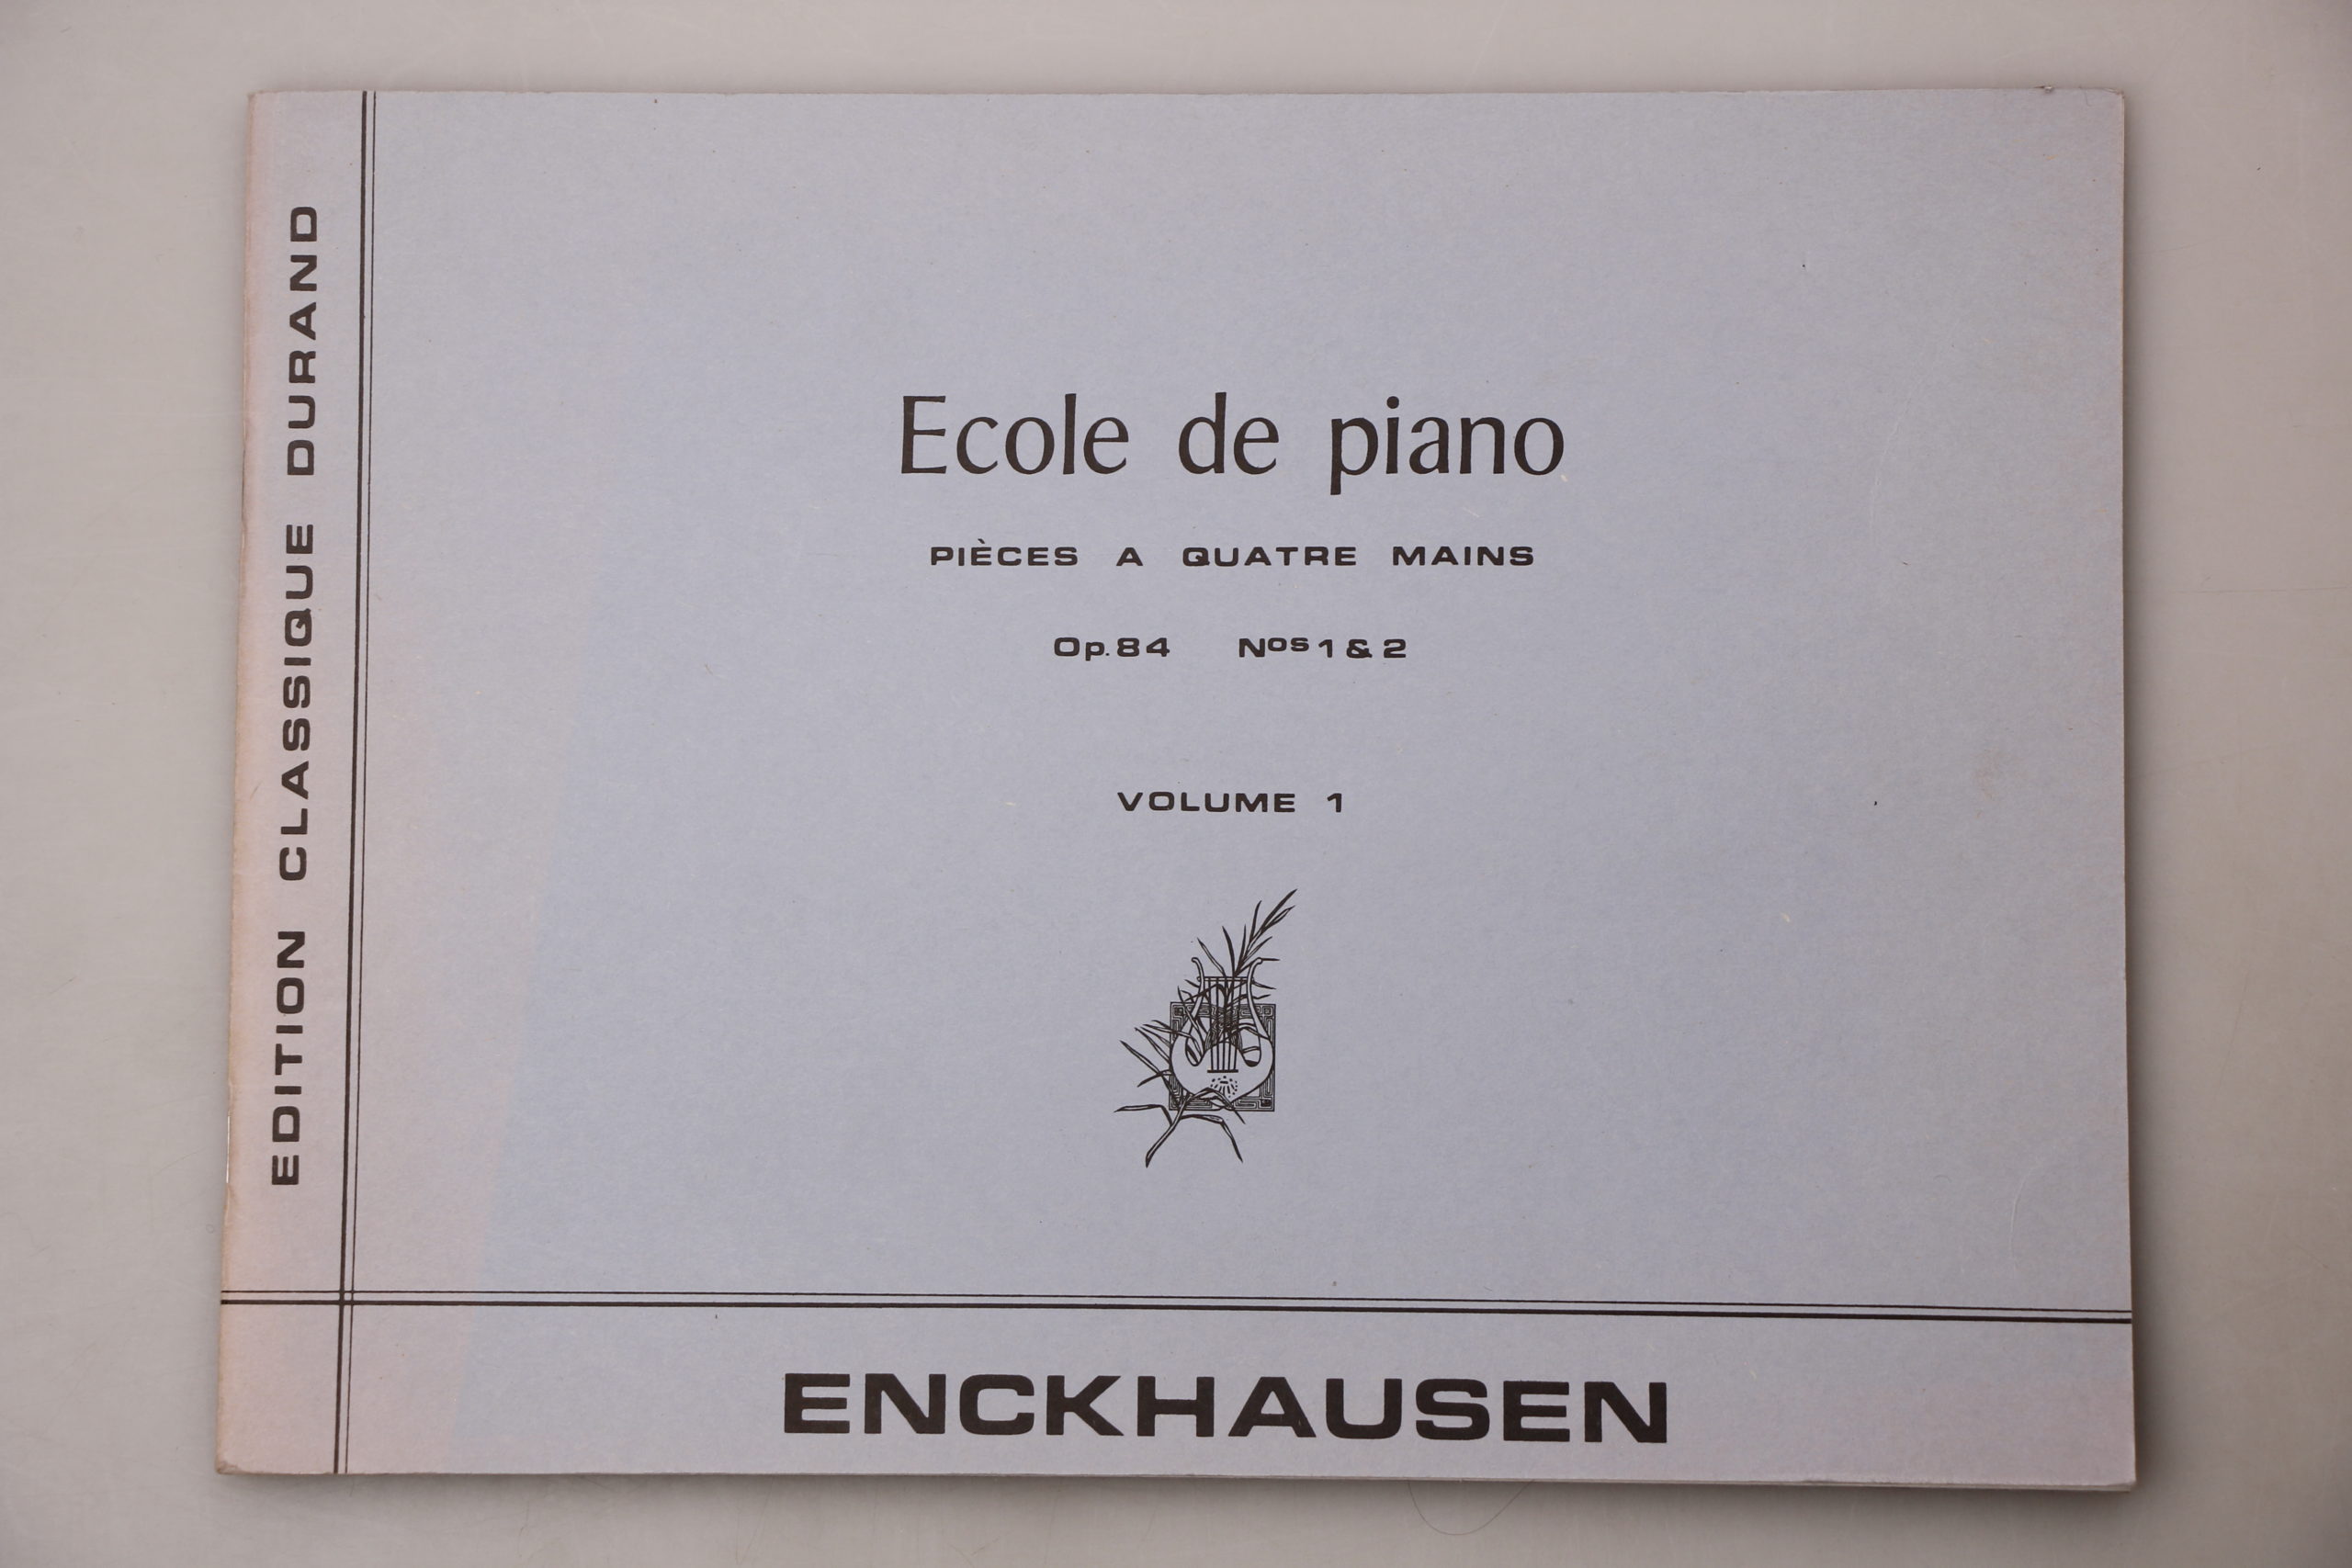 EDITION CLASSIQUE DURAND
Ecole de piano
PIÈCES A QUATRE MAINS
Op. 84 Nos 1 & 2
VOLUME 1
ENCKHAUSEN